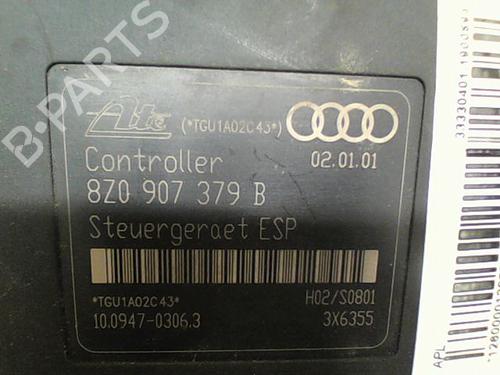 B-PARTS
Ate (*TGU1A02C43*)
Controller 02.01.01
8Z0 907 379 B
Steuergeraet ESP
*TGU1A02C43* H02/S0801
10.0947-0306.3 3X6355
APL